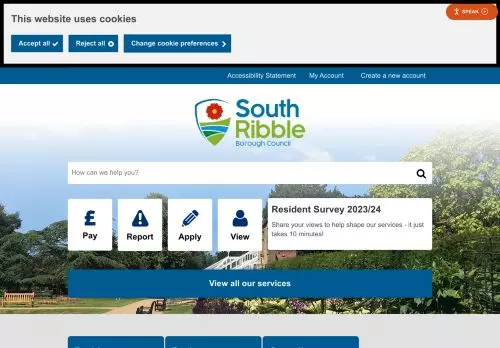 This website uses cookies
SPEAK
Accept all
Reject all
Change cookie preferences
Accessibility Statement
My Account
Create a new account
South
Ribble
Borough Council
How can we help you?
Pay
Report
Apply
View
Resident Survey 2023/24
Share your views to help shape our services - it just
takes 10 minutes!
View all our services